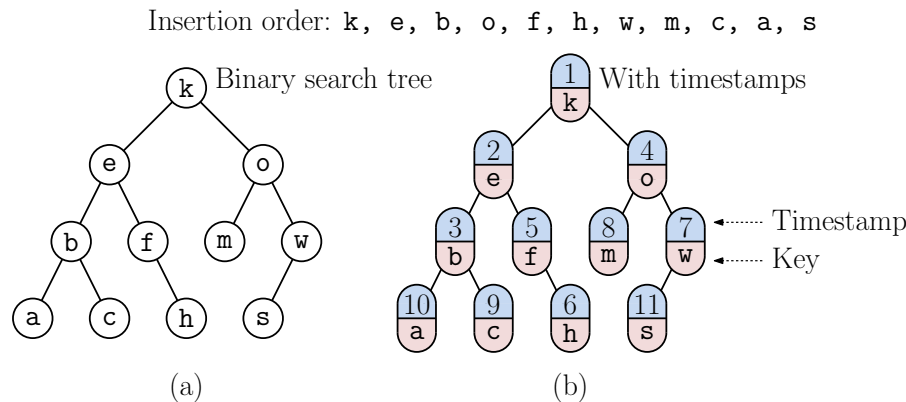 Insertion order: k, e, b, o, f, h, w, m, c, a, s
Binary search tree
k
e o
b f m w
a c h s
(a)
With timestamps
1
k
2 4
e o
3 5 8 7
b f m w
10 9 6 11
a c h s
Timestamp
Key
(b)